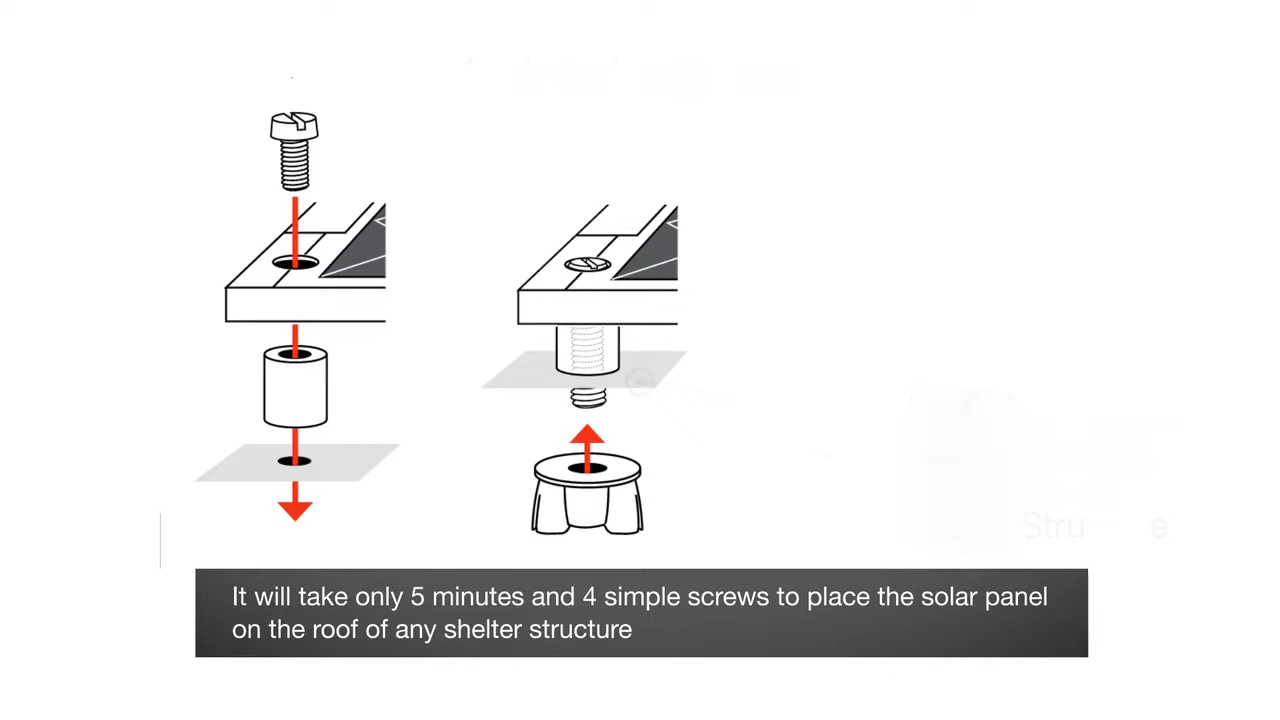 It will take only 5 minutes and 4 simple screws to place the solar panel
on the roof of any shelter structure